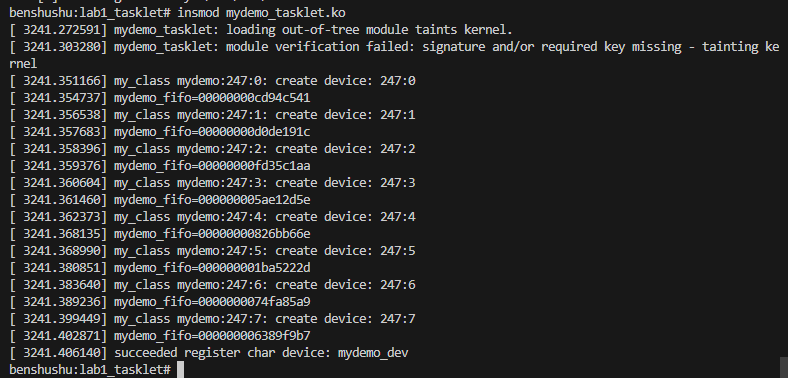 benshushu:lab1_tasklet# insmod mydemo_tasklet.ko
[ 3241.272591] mydemo_tasklet: loading out-of-tree module taints kernel.
[ 3241.303280] mydemo_tasklet: module verification failed: signature and/or required key missing - tainting ke
rnel
[ 3241.351166] my_class mydemo:247:0: create device: 247:0
[ 3241.354737] mydemo_fifo=00000000cd94c541
[ 3241.356538] my_class mydemo:247:1: create device: 247:1
[ 3241.357683] mydemo_fifo=00000000d0de191c
[ 3241.358396] my_class mydemo:247:2: create device: 247:2
[ 3241.359376] mydemo_fifo=00000000fd35c1aa
[ 3241.360604] my_class mydemo:247:3: create device: 247:3
[ 3241.361460] mydemo_fifo=000000005ae12d5e
[ 3241.362373] my_class mydemo:247:4: create device: 247:4
[ 3241.368135] mydemo_fifo=00000000826bb66e
[ 3241.368990] my_class mydemo:247:5: create device: 247:5
[ 3241.380851] mydemo_fifo=000000001ba5222d
[ 3241.383640] my_class mydemo:247:6: create device: 247:6
[ 3241.389236] mydemo_fifo=0000000074fa85a9
[ 3241.399449] my_class mydemo:247:7: create device: 247:7
[ 3241.402871] mydemo_fifo=000000006389f9b7
[ 3241.406140] succeeded register char device: mydemo_dev
benshushu:lab1_tasklet#